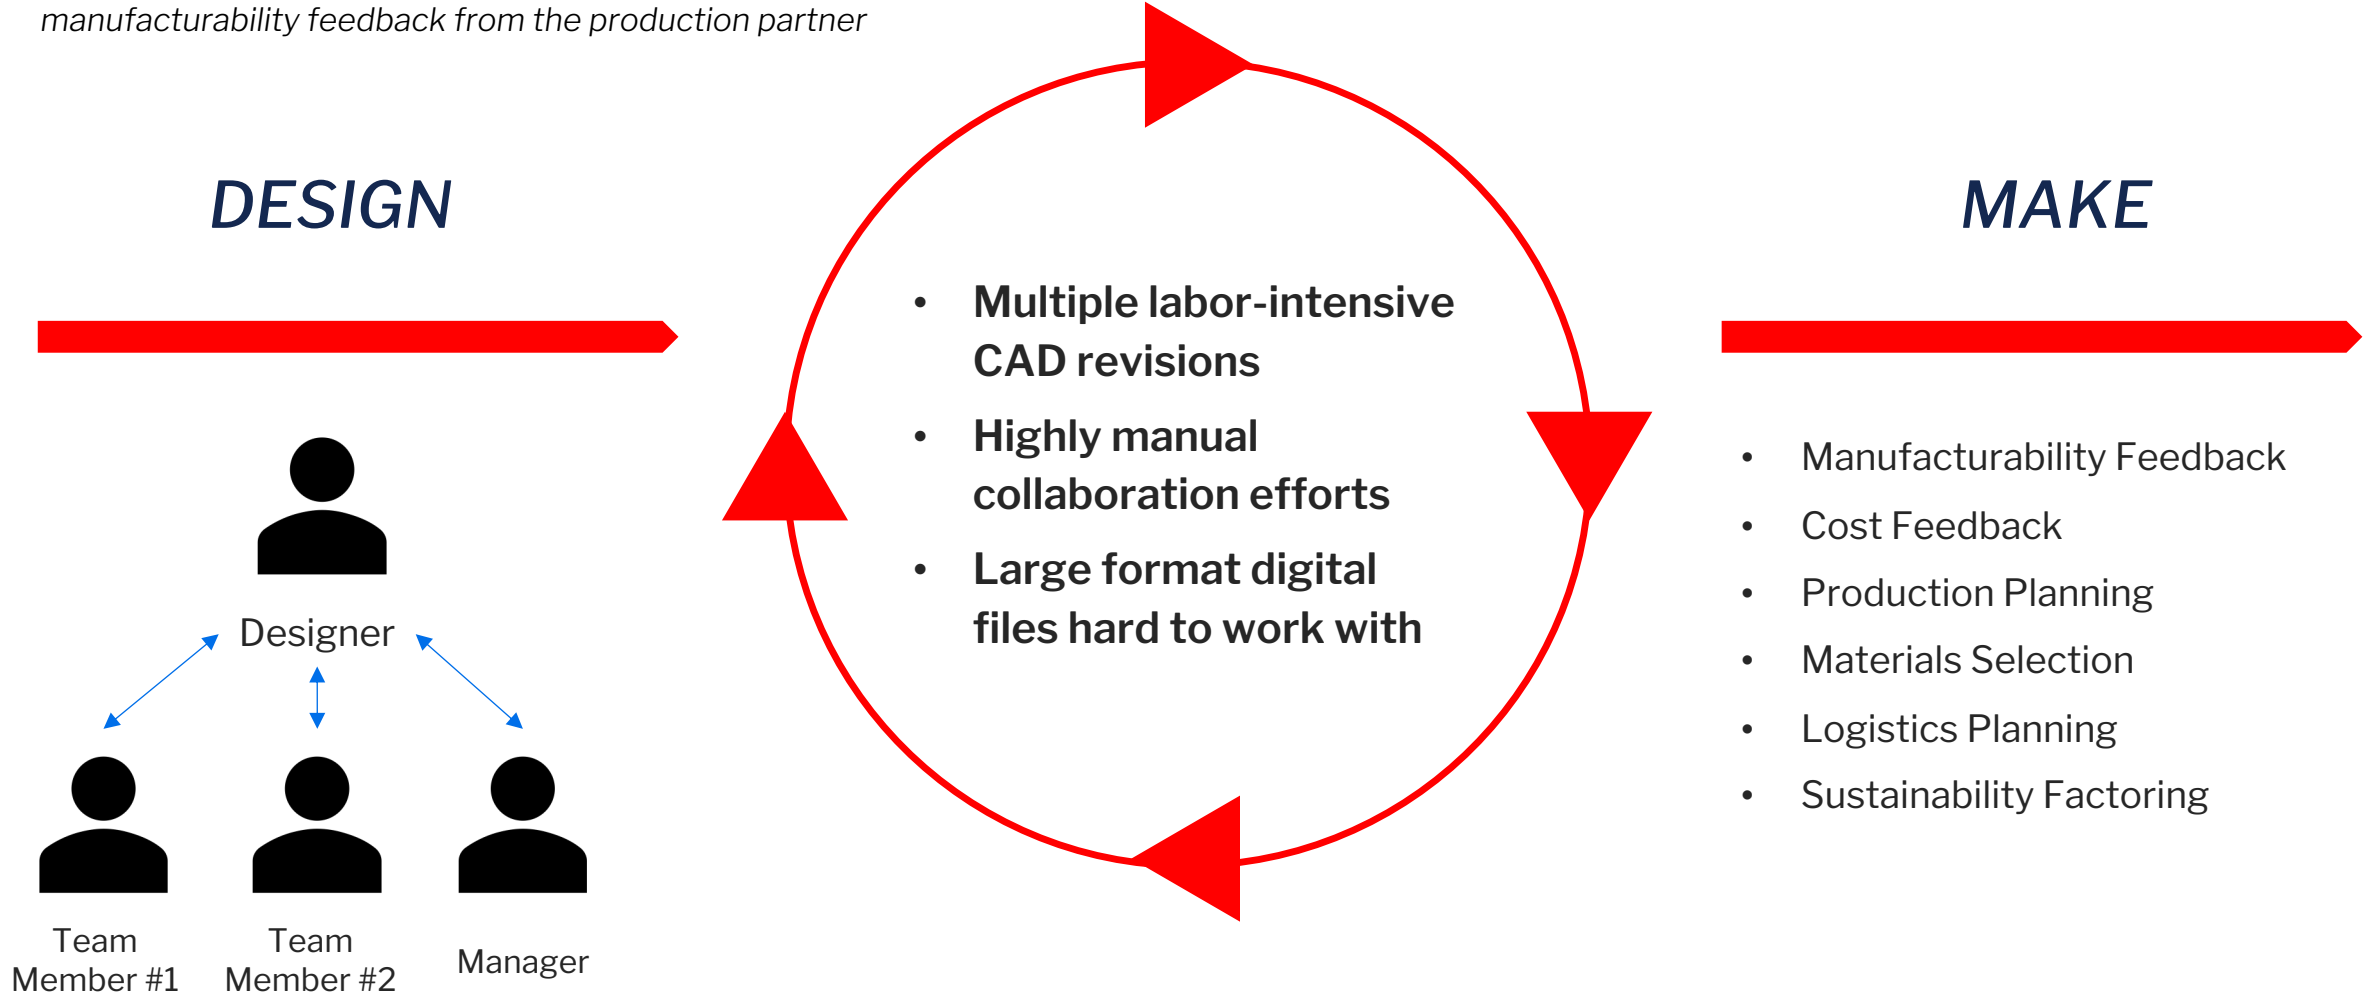 manufacturability feedback from the production partner
DESIGN
Designer
Team
Member #1
Team
Member #2
Manager
• Multiple labor-intensive
CAD revisions
• Highly manual
collaboration efforts
• Large format digital
files hard to work with
MAKE
• Manufacturability Feedback
• Cost Feedback
• Production Planning
• Materials Selection
• Logistics Planning
• Sustainability Factoring